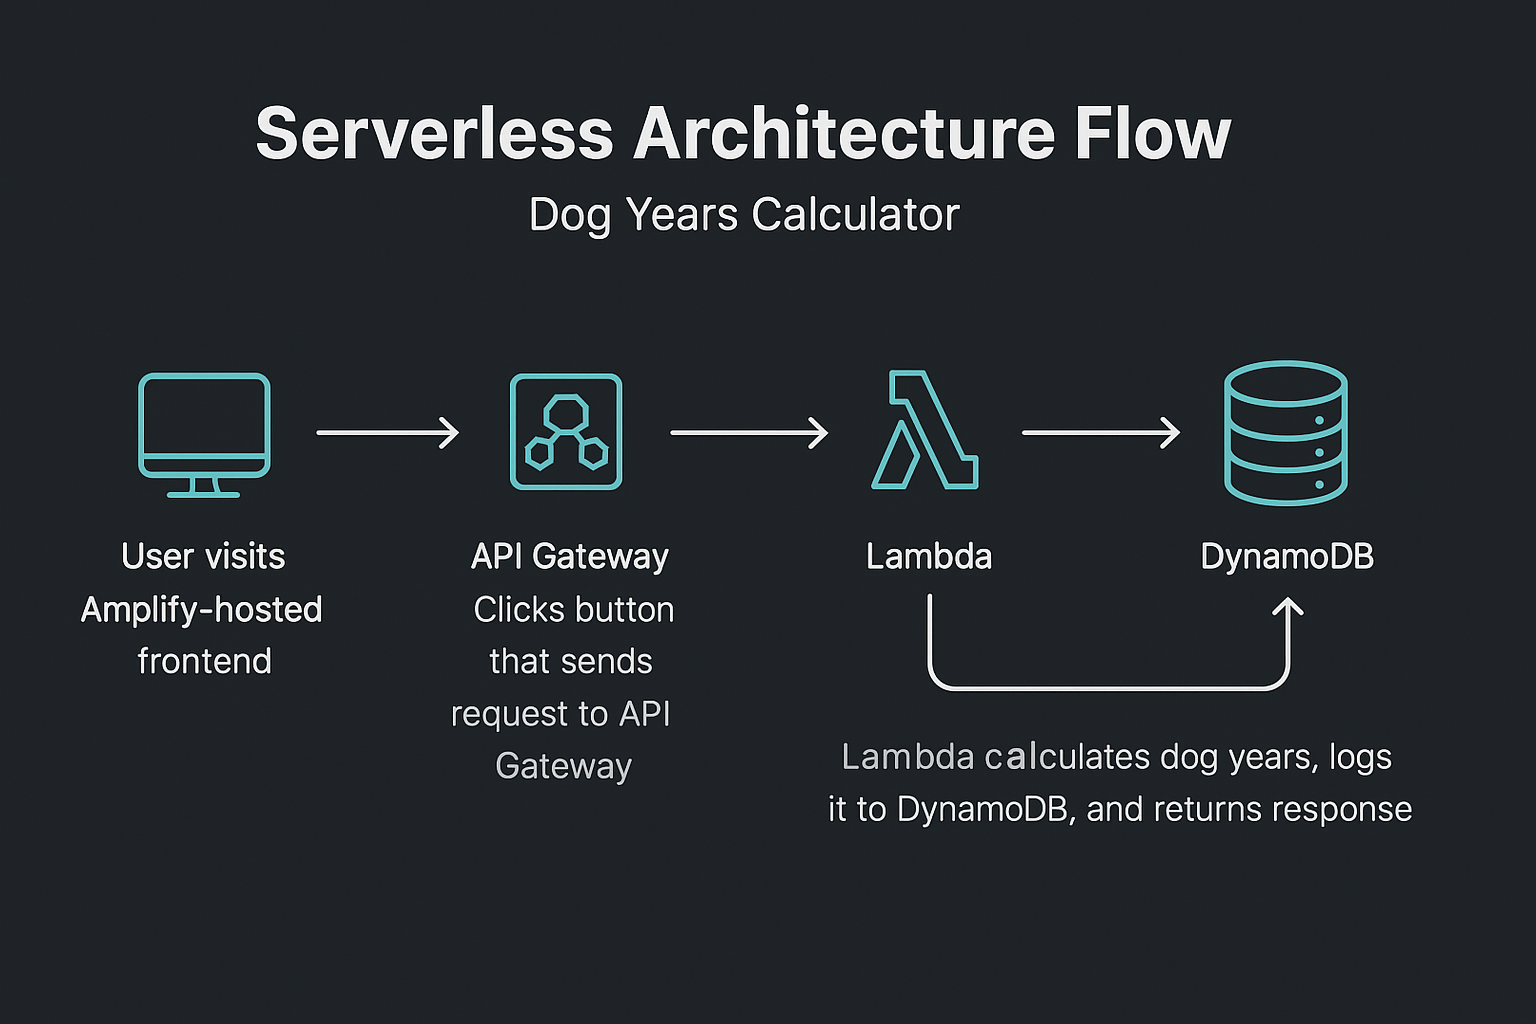 Serverless Architecture Flow
Dog Years Calculator
User visits
Amplify-hosted
frontend
API Gateway
Clicks button
that sends
request to API
Gateway
Lambda
DynamoDB
Lambda calculates dog years, logs
it to DynamoDB, and returns response